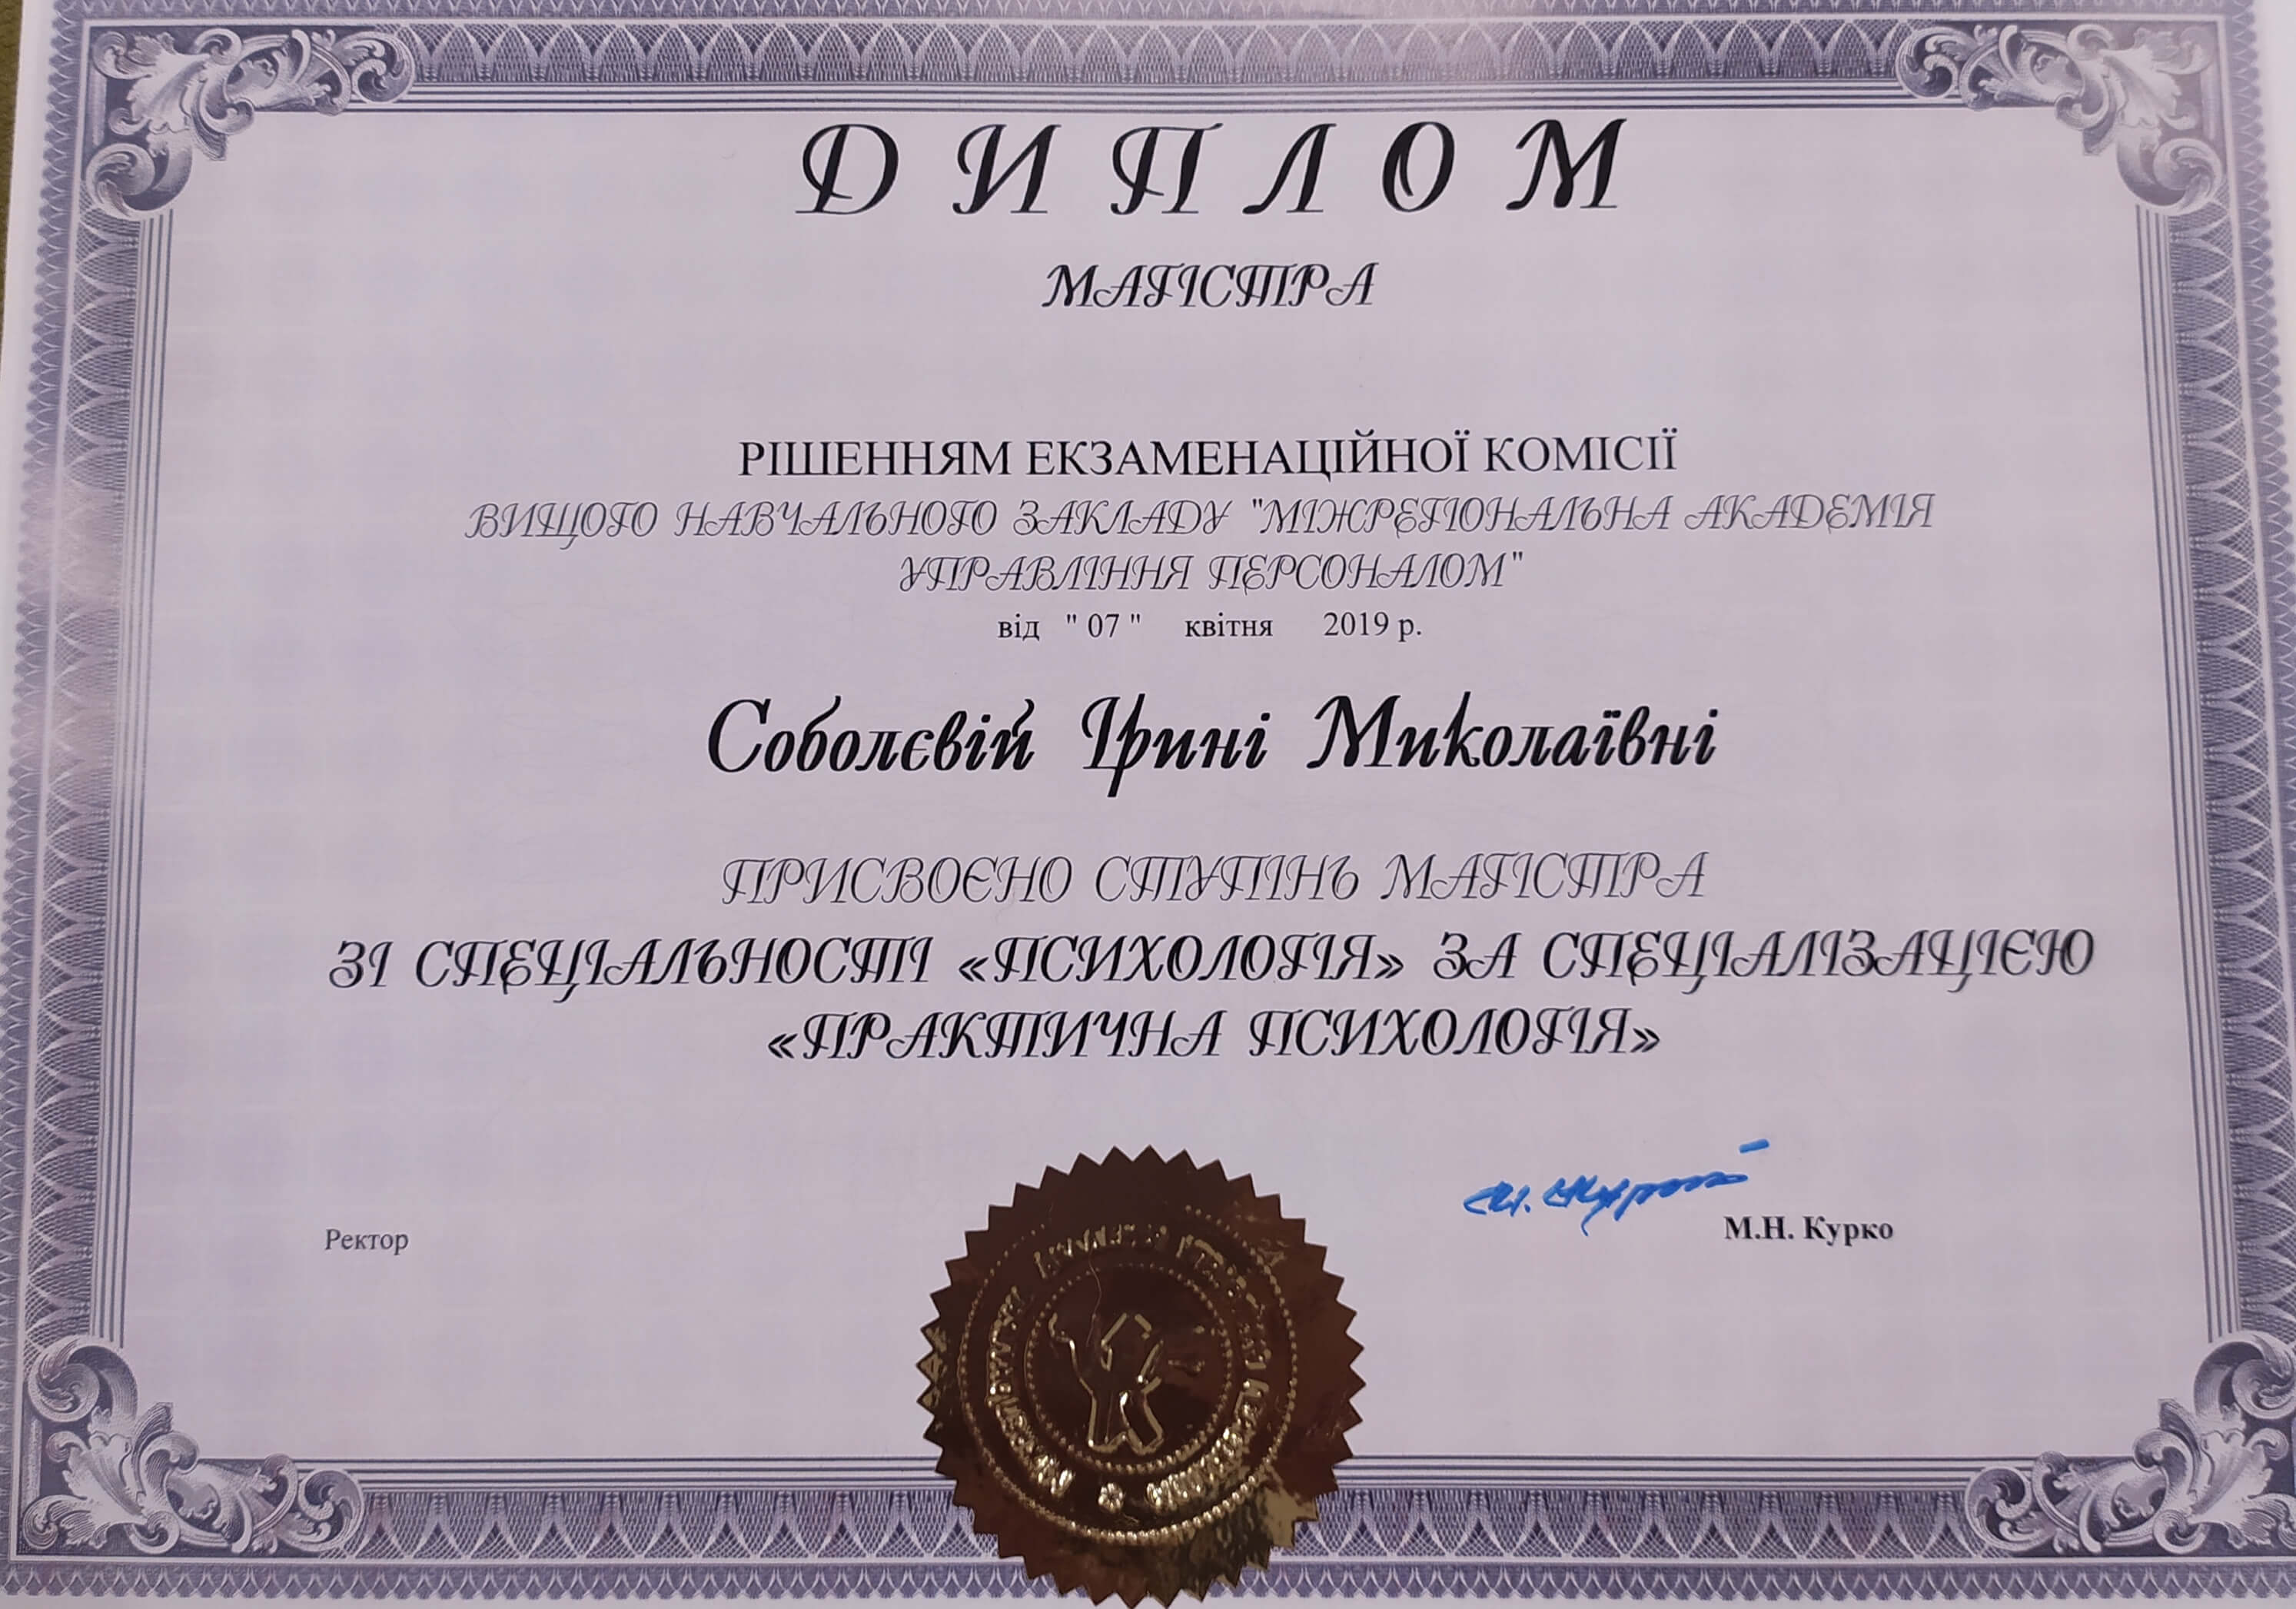 ДИПЛОМ
МАГІСТРА
РІШЕННЯМ ЕКЗАМЕНАЦІЙНОЇ КОМІСІЇ
ВИЩОГО НАВЧАЛЬНОГО ЗАКЛАДУ "МІЖРЕГІОНАЛЬНА АКАДЕМІЯ
УПРАВЛІННЯ ПЕРСОНАЛОМ"
від " 07 " квітня 2019 р.
Соболєвій Ірині Миколаївні
ПРИСВОЄНО СТУПІНЬ МАГІСТРА
ЗІ СПЕЦІАЛЬНОСТІ «ПСИХОЛОГІЯ» ЗА СПЕЦІАЛІЗАЦІЄЮ
«ПРАКТИЧНА ПСИХОЛОГІЯ»
Ректор
М.Н. Курко